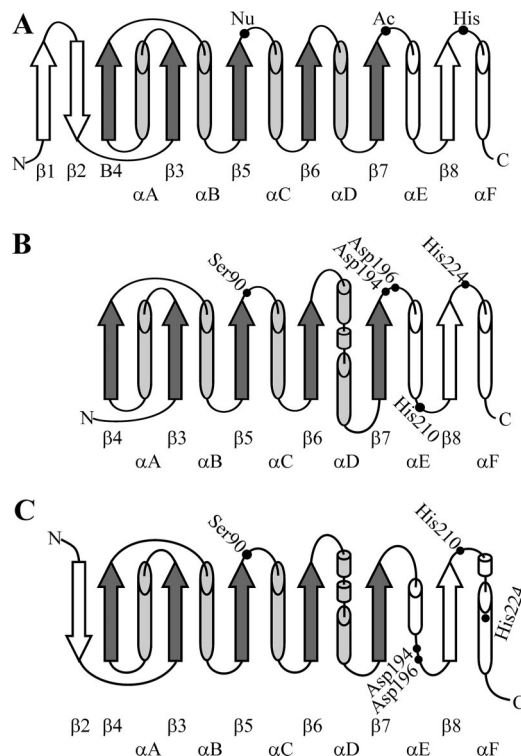 A
Nu Ac His
N C
β1 β2 B4 β3 β5 β6 β7 β8
αA αB αC αD αE αF
B
Ser90 Asp194 Asp196 His224
N His210 C
β4 β3 β5 β6 β7 β8
αA αB αC αD αE αF
C
N Ser90 His210
His224
Asp194 Asp196 C
β2 β4 β3 β5 β6 β7 β8
αA αB αC αD αE αF